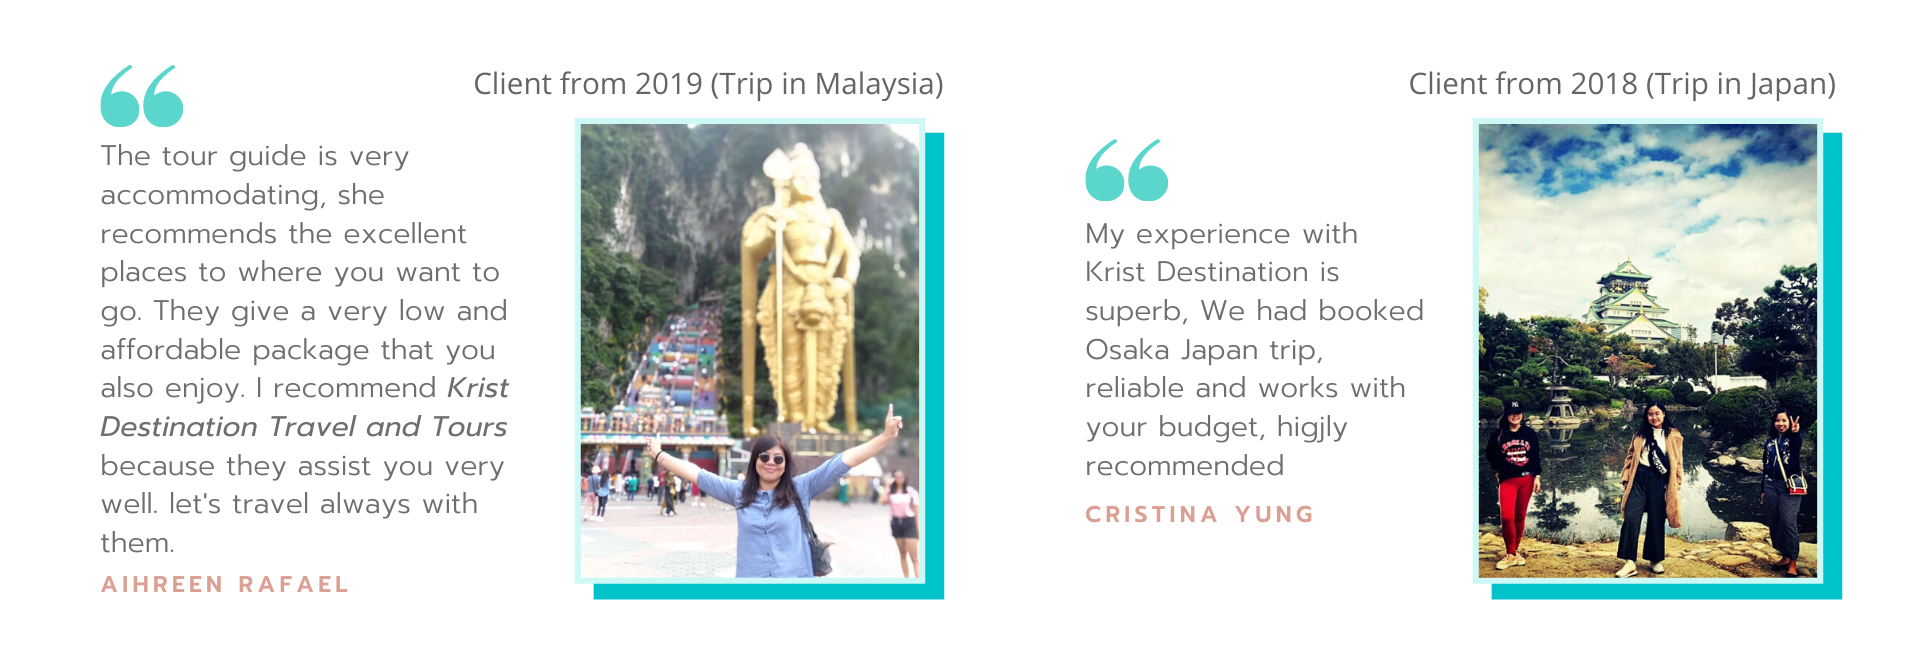 Client from 2019 (Trip in Malaysia)
The tour guide is very
accommodating, she
recommends the excellent
places to where you want to
go. They give a very low and
affordable package that you
also enjoy. I recommend Krist
Destination Travel and Tours
because they assist you very
well. let's travel always with
them.
AIHREEN RAFAEL
Client from 2018 (Trip in Japan)
My experience with
Krist Destination is
superb, We had booked
Osaka Japan trip,
reliable and works with
your budget, higjly
recommended
CRISTINA YUNG